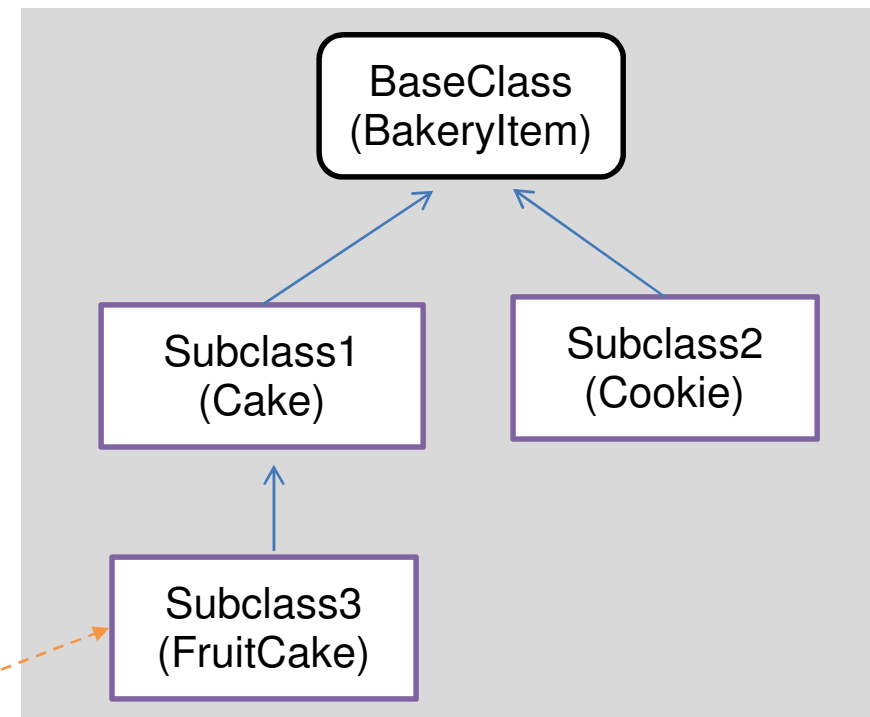 BaseClass
(BakeryItem)
Subclass1
(Cake)
Subclass2
(Cookie)
Subclass3
(FruitCake)